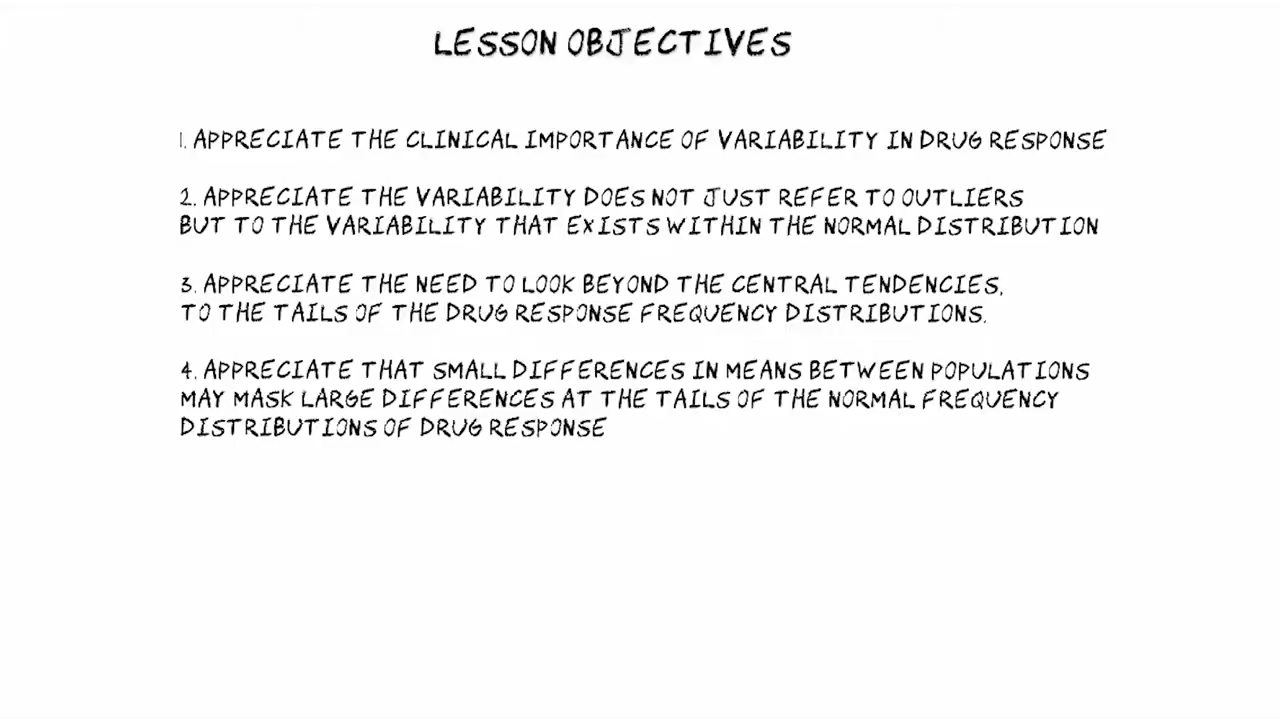 LESSON OBJECTIVES
1. APPRECIATE THE CLINICAL IMPORTANCE OF VARIABILITY IN DRUG RESPONSE
2. APPRECIATE THE VARIABILITY DOES NOT JUST REFER TO OUTLIERS
BUT TO THE VARIABILITY THAT EXISTS WITHIN THE NORMAL DISTRIBUTION
3. APPRECIATE THE NEED TO LOOK BEYOND THE CENTRAL TENDENCIES,
TO THE TAILS OF THE DRUG RESPONSE FREQUENCY DISTRIBUTIONS.
4. APPRECIATE THAT SMALL DIFFERENCES IN MEANS BETWEEN POPULATIONS
MAY MASK LARGE DIFFERENCES AT THE TAILS OF THE NORMAL FREQUENCY
DISTRIBUTIONS OF DRUG RESPONSE